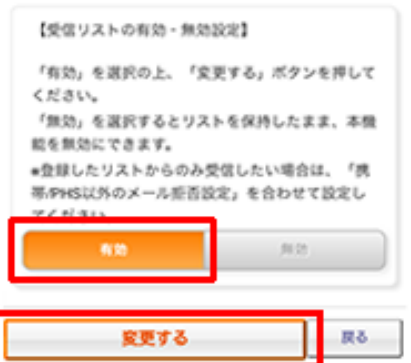 【受信リストの有効・無効設定】
「有効」を選択の上、「変更する」ボタンを押して
ください。
「無効」を選択するとリストを保持したまま、本機
能を無効にできます。
※登録したリストからのみ受信したい場合は、「携
帯/PHS以外のメール拒否設定」を合わせて設定し
てください
有効
無効
変更する
戻る